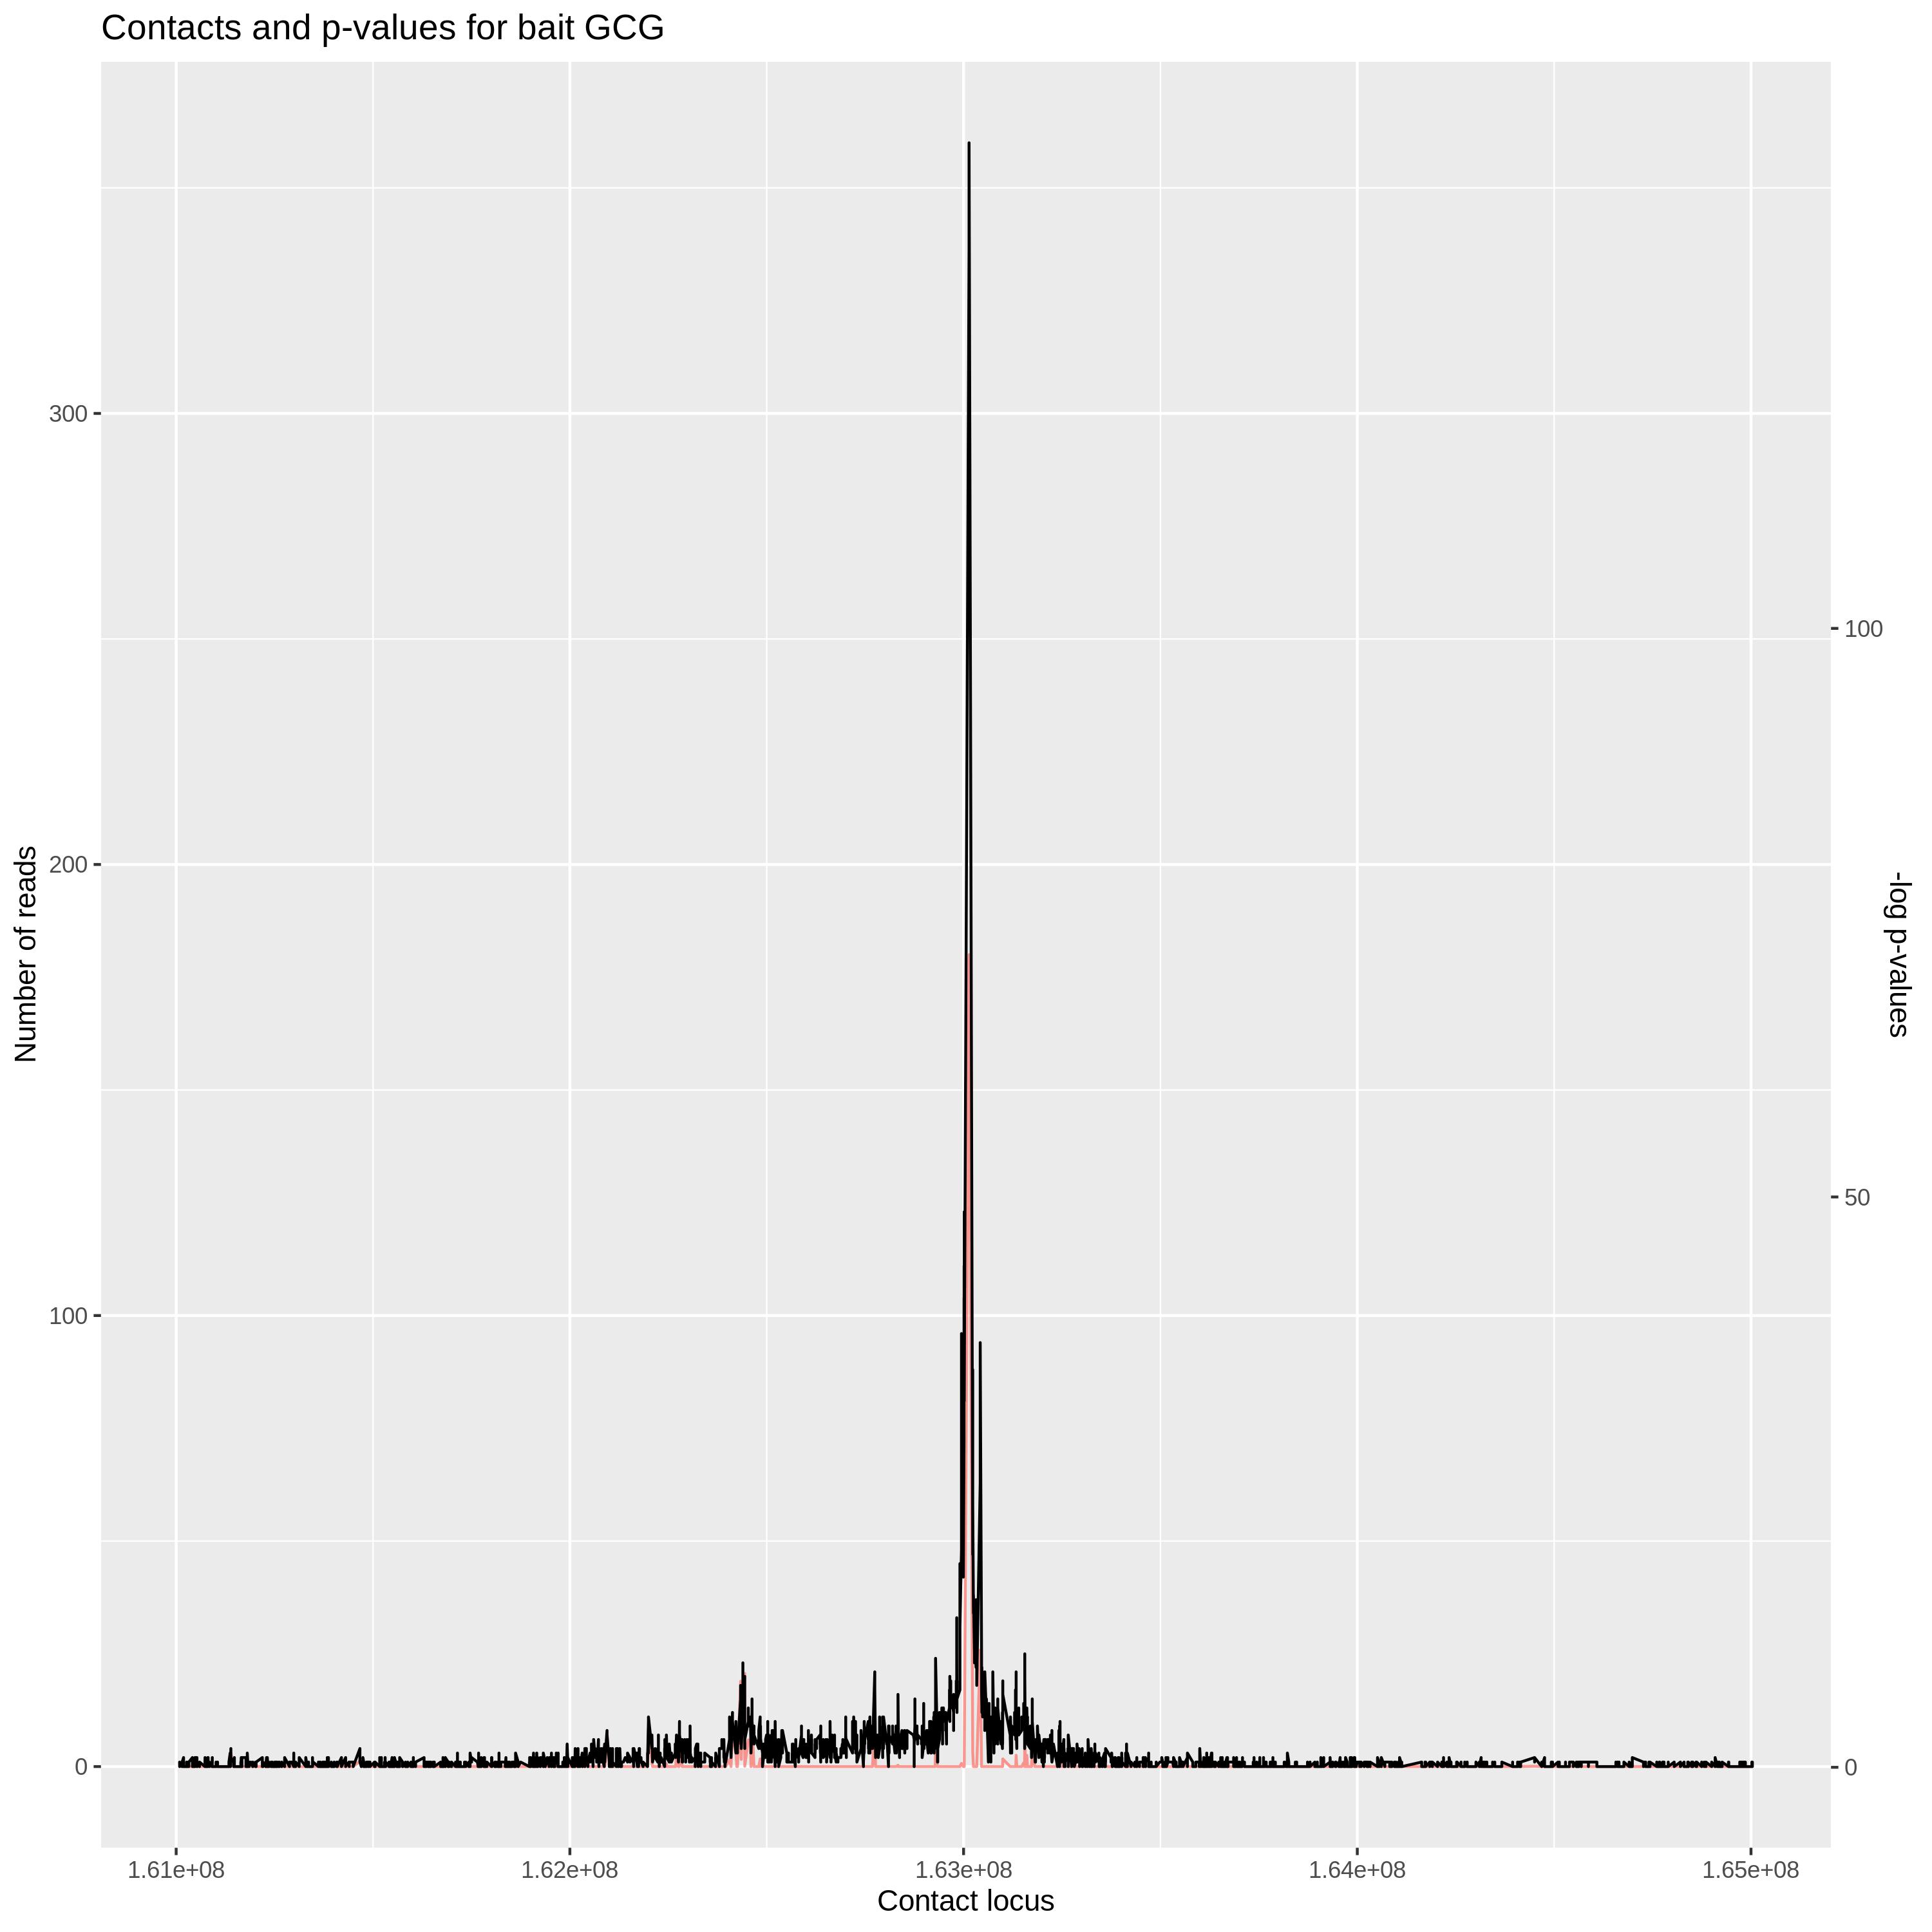 Contacts and p-values for bait GCG
300
200
100
0
Number of reads
100
50
0
-log p-values
1.61e+08 1.62e+08 1.63e+08 1.64e+08 1.65e+08
Contact locus